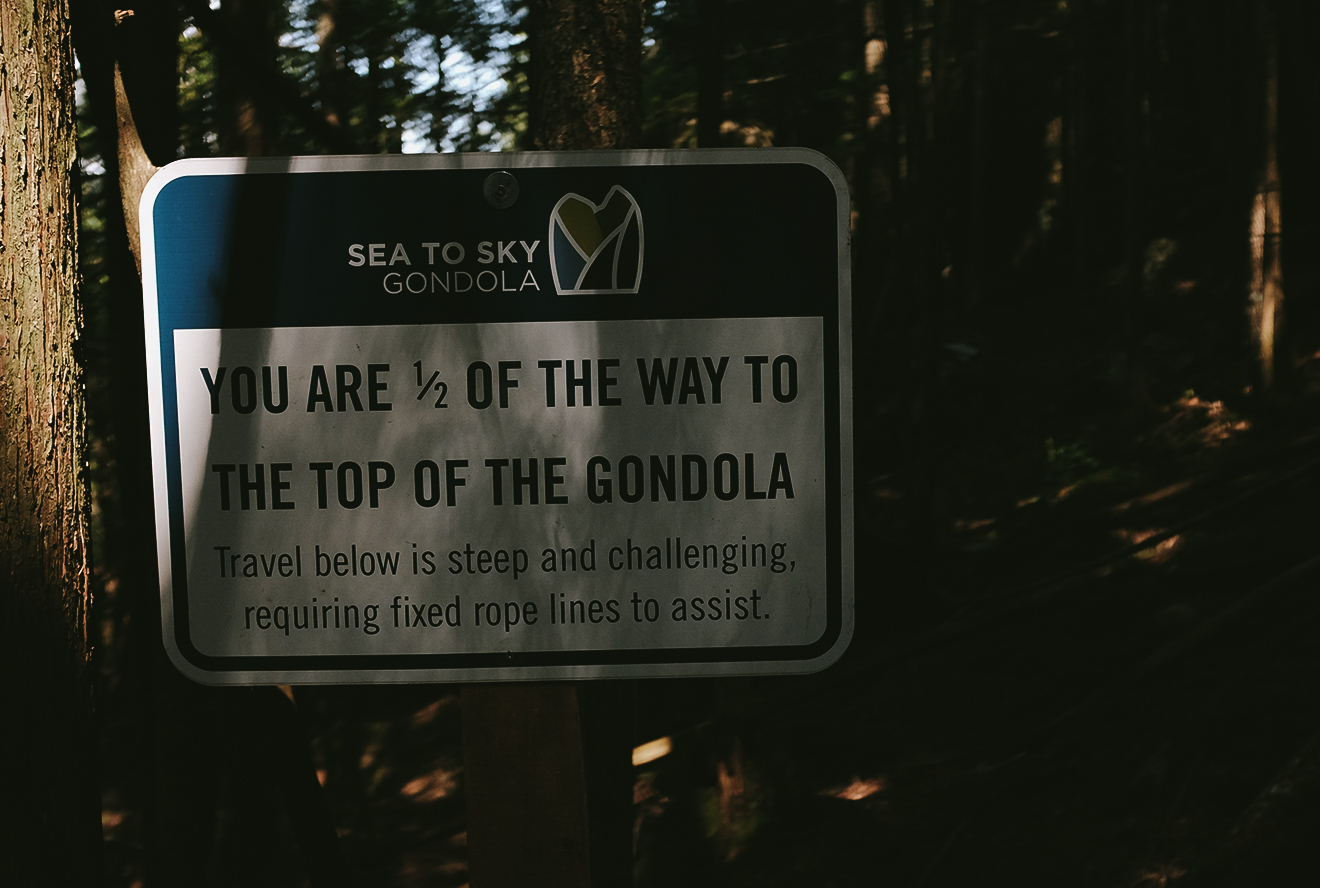 SEA TO SKY
GONDOLA
YOU ARE ½ OF THE WAY TO
THE TOP OF THE GONDOLA
Travel below is steep and challenging,
requiring fixed rope lines to assist.